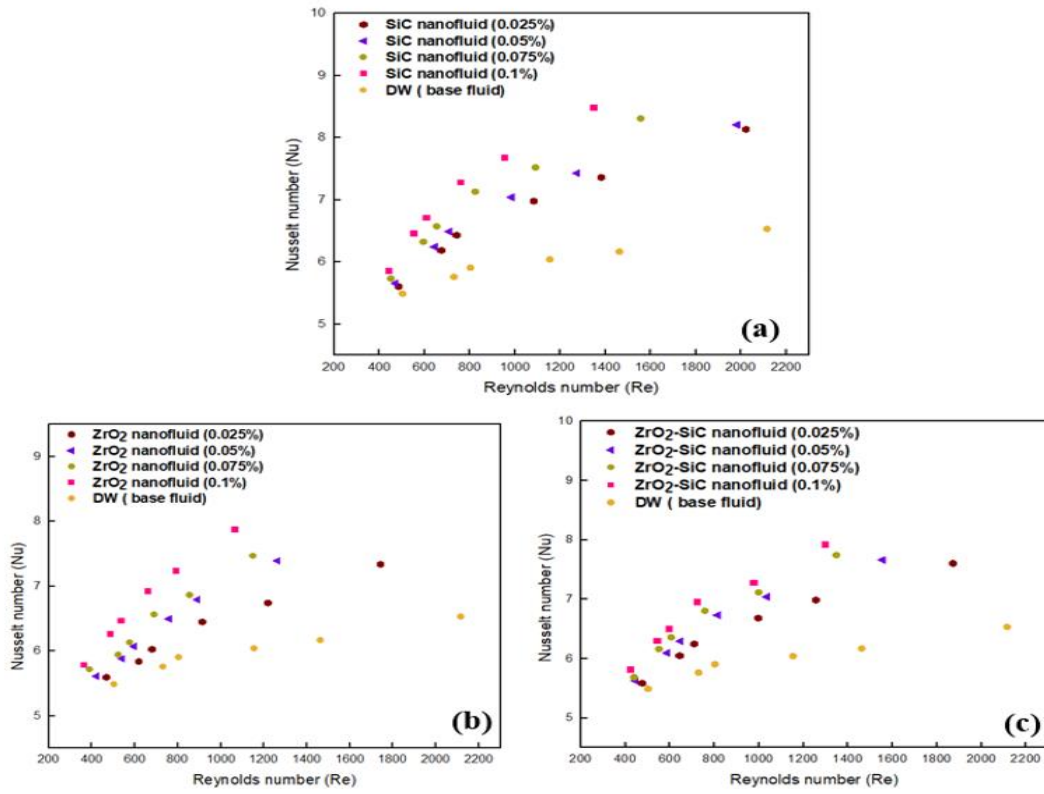 10
9
8
7
6
5
Nusselt number (Nu)
SiC nanofluid (0.025%)
SiC nanofluid (0.05%)
SiC nanofluid (0.075%)
SiC nanofluid (0.1%)
DW ( base fluid)
(a)
200 400 600 800 1000 1200 1400 1600 1800 2000 2200
Reynolds number (Re)
9
8
7
6
5
Nusselt number (Nu)
ZrO2 nanofluid (0.025%)
ZrO2 nanofluid (0.05%)
ZrO2 nanofluid (0.075%)
ZrO2 nanofluid (0.1%)
DW ( base fluid)
(b)
200 400 600 800 1000 1200 1400 1600 1800 2000 2200
Reynolds number (Re)
10
9
8
7
6
5
Nusselt number (Nu)
ZrO2-SiC nanofluid (0.025%)
ZrO2-SiC nanofluid (0.05%)
ZrO2-SiC nanofluid (0.075%)
ZrO2-SiC nanofluid (0.1%)
DW ( base fluid)
(c)
200 400 600 800 1000 1200 1400 1600 1800 2000 2200
Reynolds number (Re)